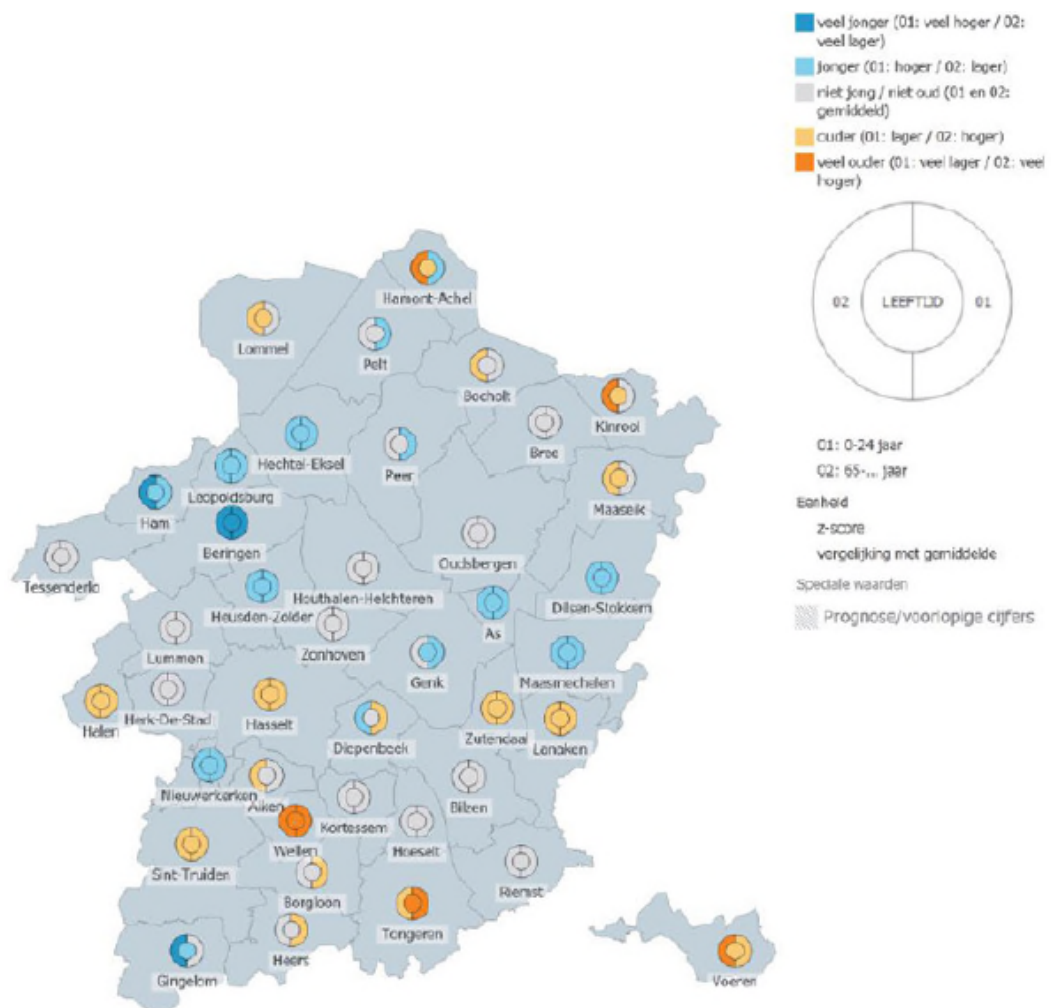 veel jonger (01: veel hoger / 02:
veel lager)
jonger (01: hoger / 02: lager)
niet jong / niet oud (01 en 02:
gemiddeld)
ouder (01: lager / 02: hoger)
veel ouder (01: veel lager / 02: veel
hoger)
02
LEEFTIJD
01
01: 0-24 jaar
02: 65-... jaar
Eenheid
z-score
vergelijking met gemiddelde
Speciale waarden
Prognose/voorlopige cijfers
Hamont-Achel
Lommel
Pelt
Bocholt
Kinrooi
Bree
Hechtel-Eksel
Peer
Leopoldsburg
Maaseik
Ham
Beringen
Oudsbergen
Tessenderlo
Houthalen-Helchteren
Dilsen-Stokkem
Heusden-Zolder
As
Lummen
Zonhoven
Genk
Maasmechelen
Halen
Herk-De-Stad
Hasselt
Diepenbeek
Zutendaal
Lanaken
Nieuwerkerken
Alken
Bilzen
Kortessem
Wellen
Hoeselt
Sint-Truiden
Riemst
Borgloon
Tongeren
Heers
Gingelom
Voeren